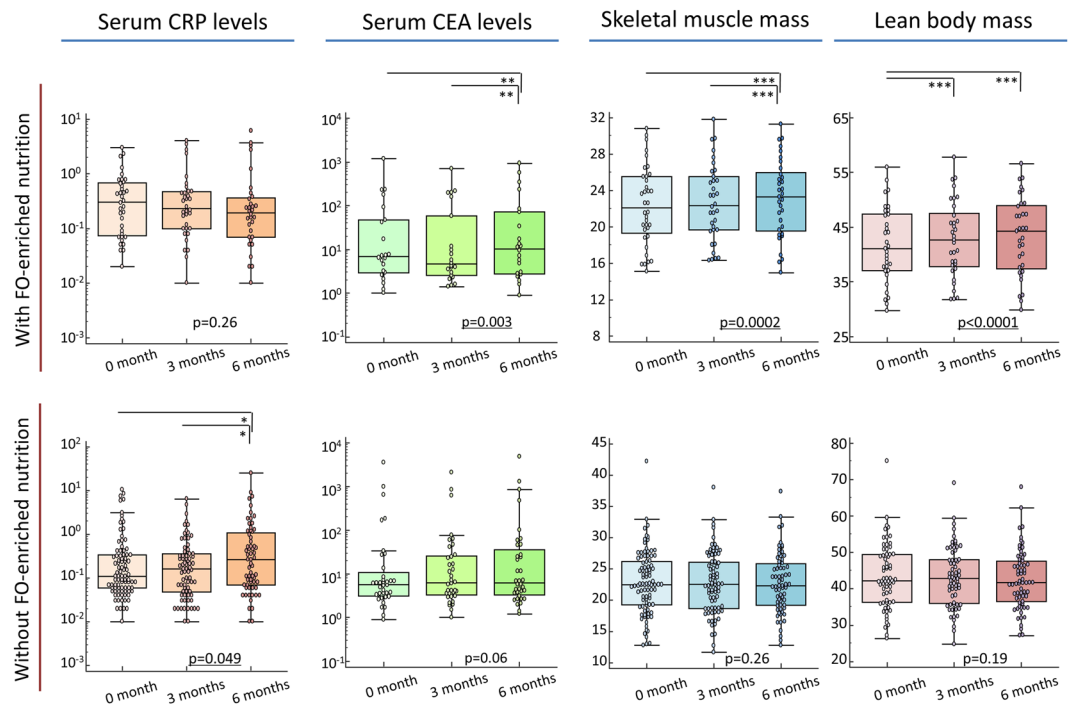 Serum CRP levels
Serum CEA levels
Skeletal muscle mass
Lean body mass
With FO-enriched nutrition
10¹
10⁰
10⁻¹
10⁻²
10⁻³
p=0.26
0 month
3 months
6 months
**
**
10⁴
10³
10²
10¹
10⁰
10⁻¹
p=0.003
0 month
3 months
6 months
***
***
32
28
24
20
16
12
8
p=0.0002
0 month
3 months
6 months
***
***
65
55
45
35
25
p<0.0001
0 month
3 months
6 months
Without FO-enriched nutrition
*
*
10²
10¹
10⁰
10⁻¹
10⁻²
10⁻³
p=0.049
0 month
3 months
6 months
10⁴
10³
10²
10¹
10⁰
10⁻¹
p=0.06
0 month
3 months
6 months
45
40
35
30
25
20
15
10
p=0.26
0 month
3 months
6 months
80
70
60
50
40
30
20
p=0.19
0 month
3 months
6 months